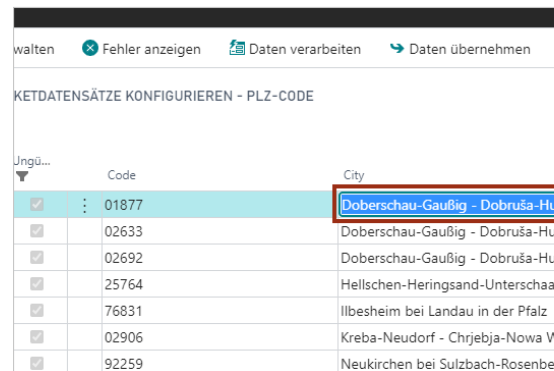 walten Fehler anzeigen Daten verarbeiten Daten übernehmen
KETDATENSÄTZE KONFIGURIEREN - PLZ-CODE
Ungü...
Code City
01877 Doberschau-Gaußig - Dobruša-Hu
02633 Doberschau-Gaußig - Dobruša-Hu
02692 Doberschau-Gaußig - Dobruša-Hu
25764 Hellschen-Heringsand-Unterschaa
76831 Ilbesheim bei Landau in der Pfalz
02906 Kreba-Neudorf - Chrjebja-Nowa W
92259 Neukirchen bei Sulzbach-Rosenbe